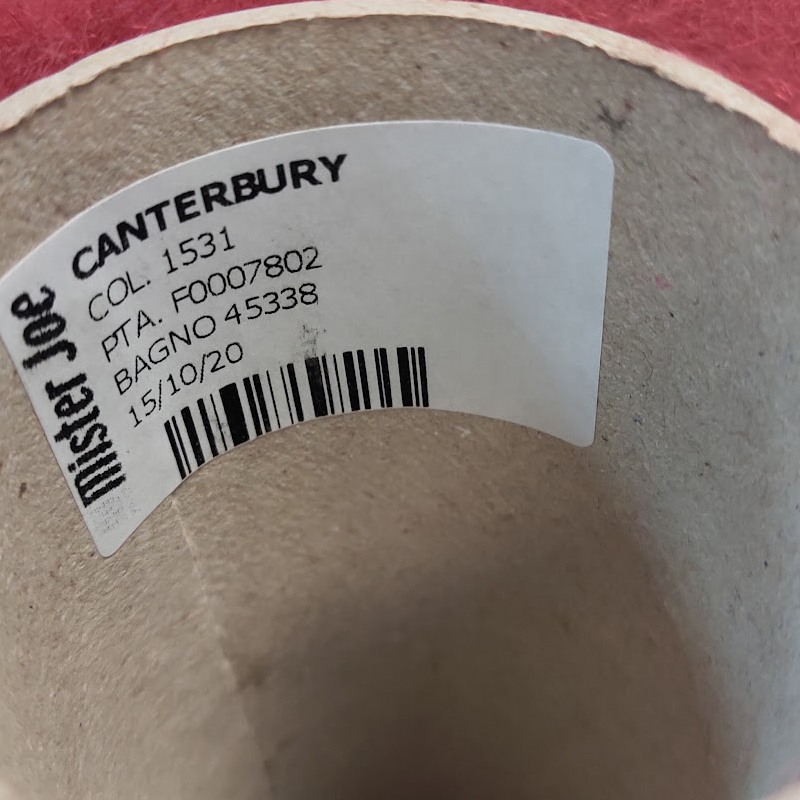 CANTERBURY
COL. 1531
PTA. F0007802
BAGNO 45338
15/10/20
mister Joe